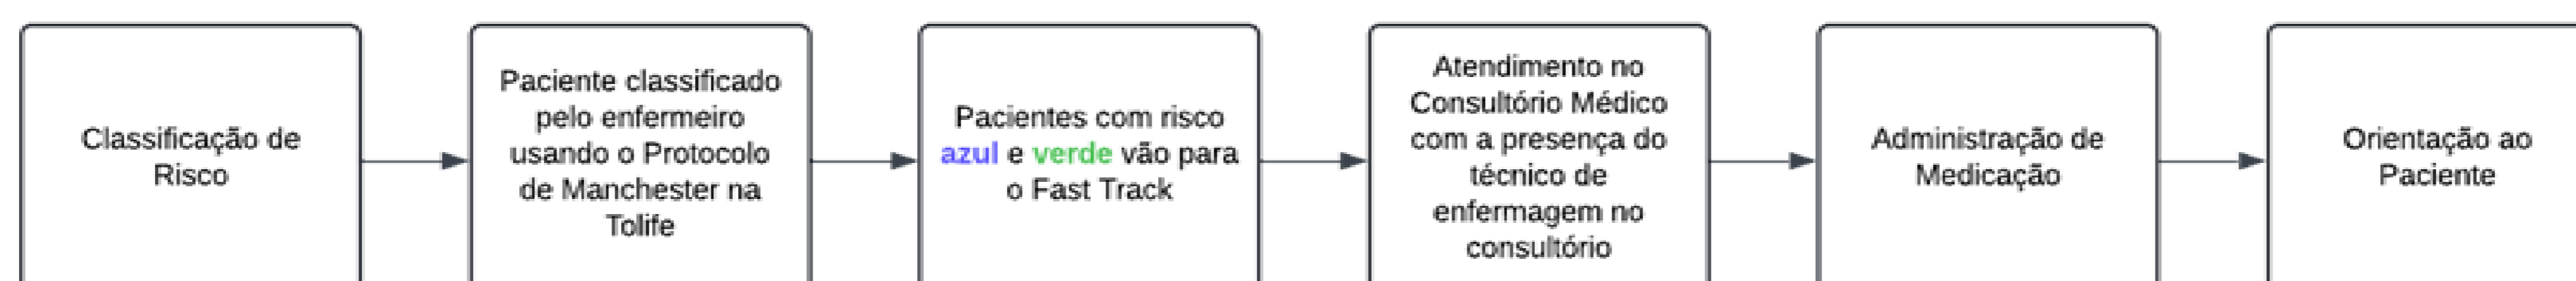 Classificação de
Risco
Paciente classificado
pelo enfermeiro
usando o Protocolo
de Manchester na
Tolife
Pacientes com risco
azul e verde vão para
o Fast Track
Atendimento no
Consultório Médico
com a presença do
técnico de
enfermagem no
consultório
Administração de
Medicação
Orientação ao
Paciente